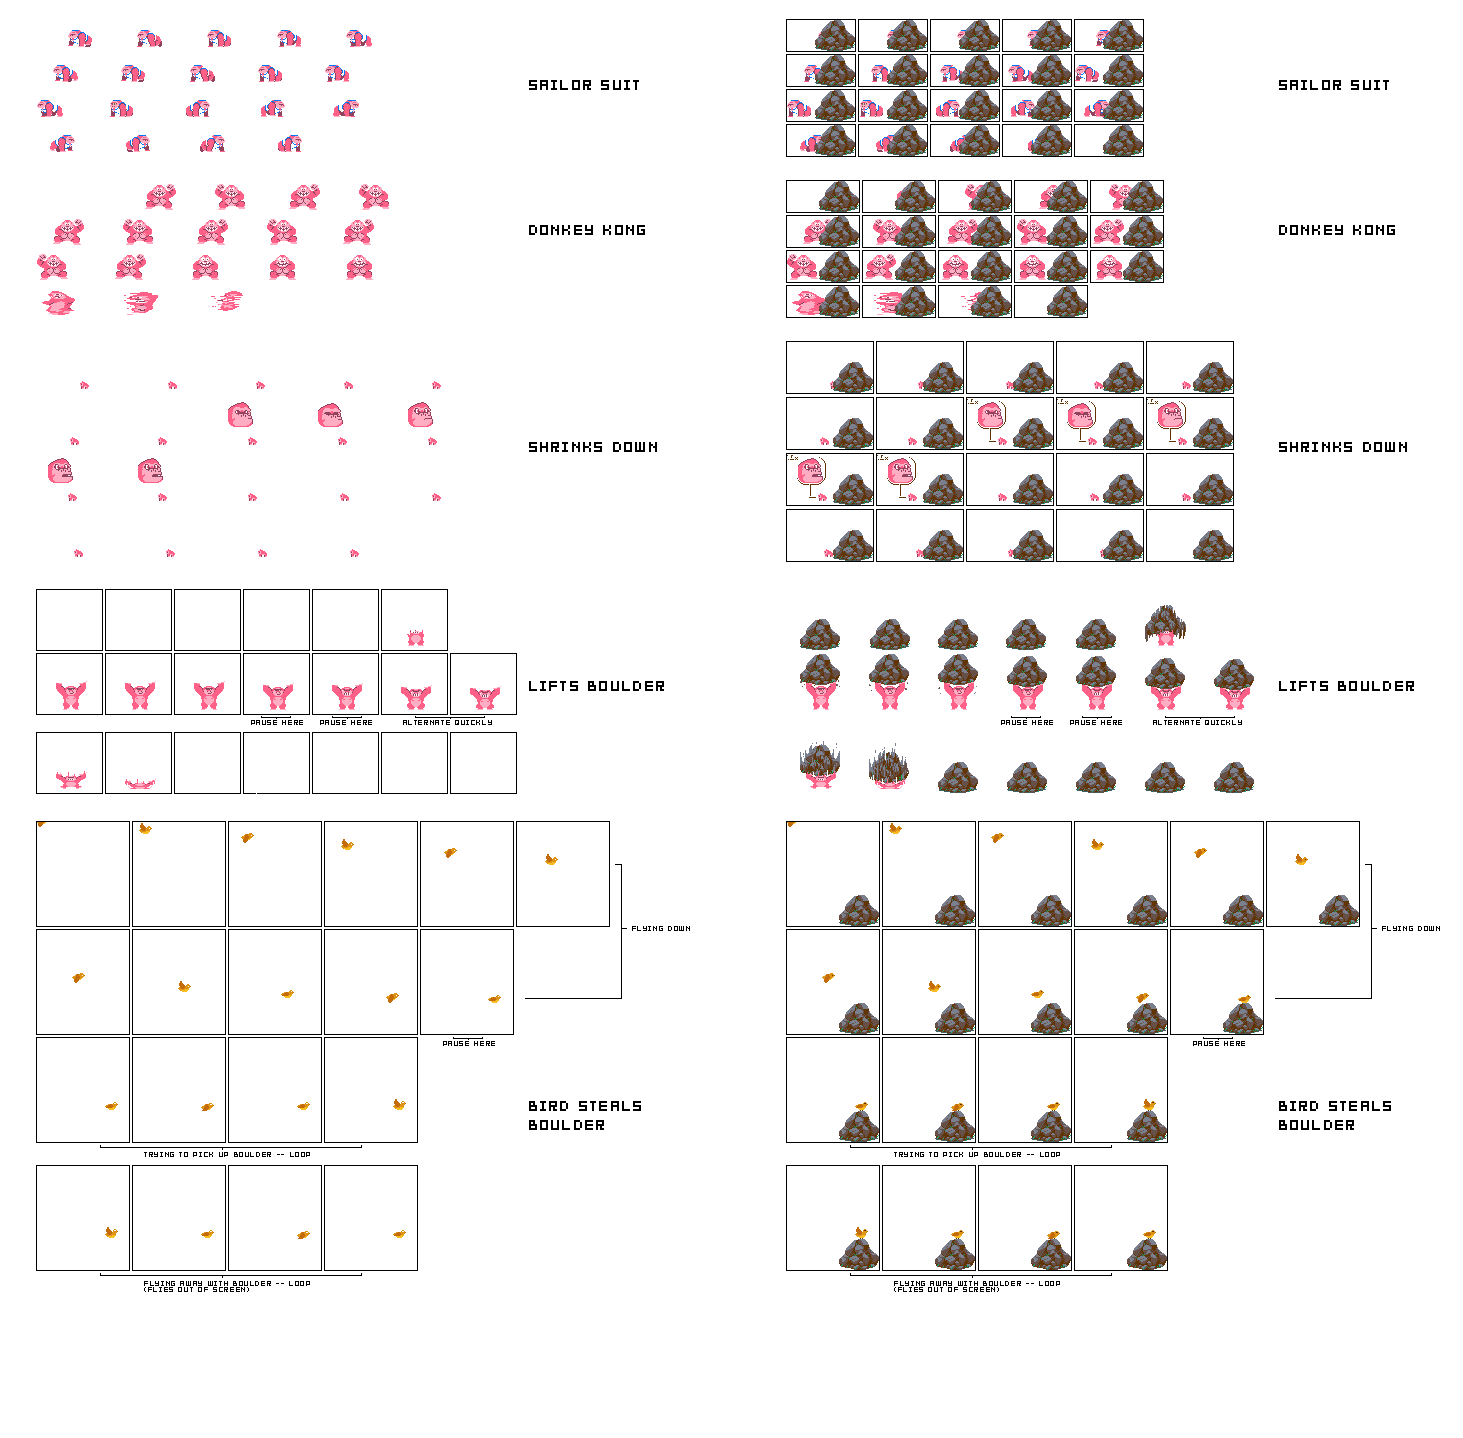 SAILOR SUIT
SAILOR SUIT
DONKEY KONG
DONKEY KONG
SHRINKS DOWN
SHRINKS DOWN
LIFTS BOULDER
LIFTS BOULDER
PAUSE HERE
PAUSE HERE
ALTERNATE QUICKLY
PAUSE HERE
PAUSE HERE
ALTERNATE QUICKLY
FLYING DOWN
FLYING DOWN
PAUSE HERE
PAUSE HERE
BIRD STEALS
BOULDER
BIRD STEALS
BOULDER
TRYING TO PICK UP BOULDER -- LOOP
TRYING TO PICK UP BOULDER -- LOOP
FLYING AWAY WITH BOULDER -- LOOP
(FLIES OUT OF SCREEN)
FLYING AWAY WITH BOULDER -- LOOP
(FLIES OUT OF SCREEN)